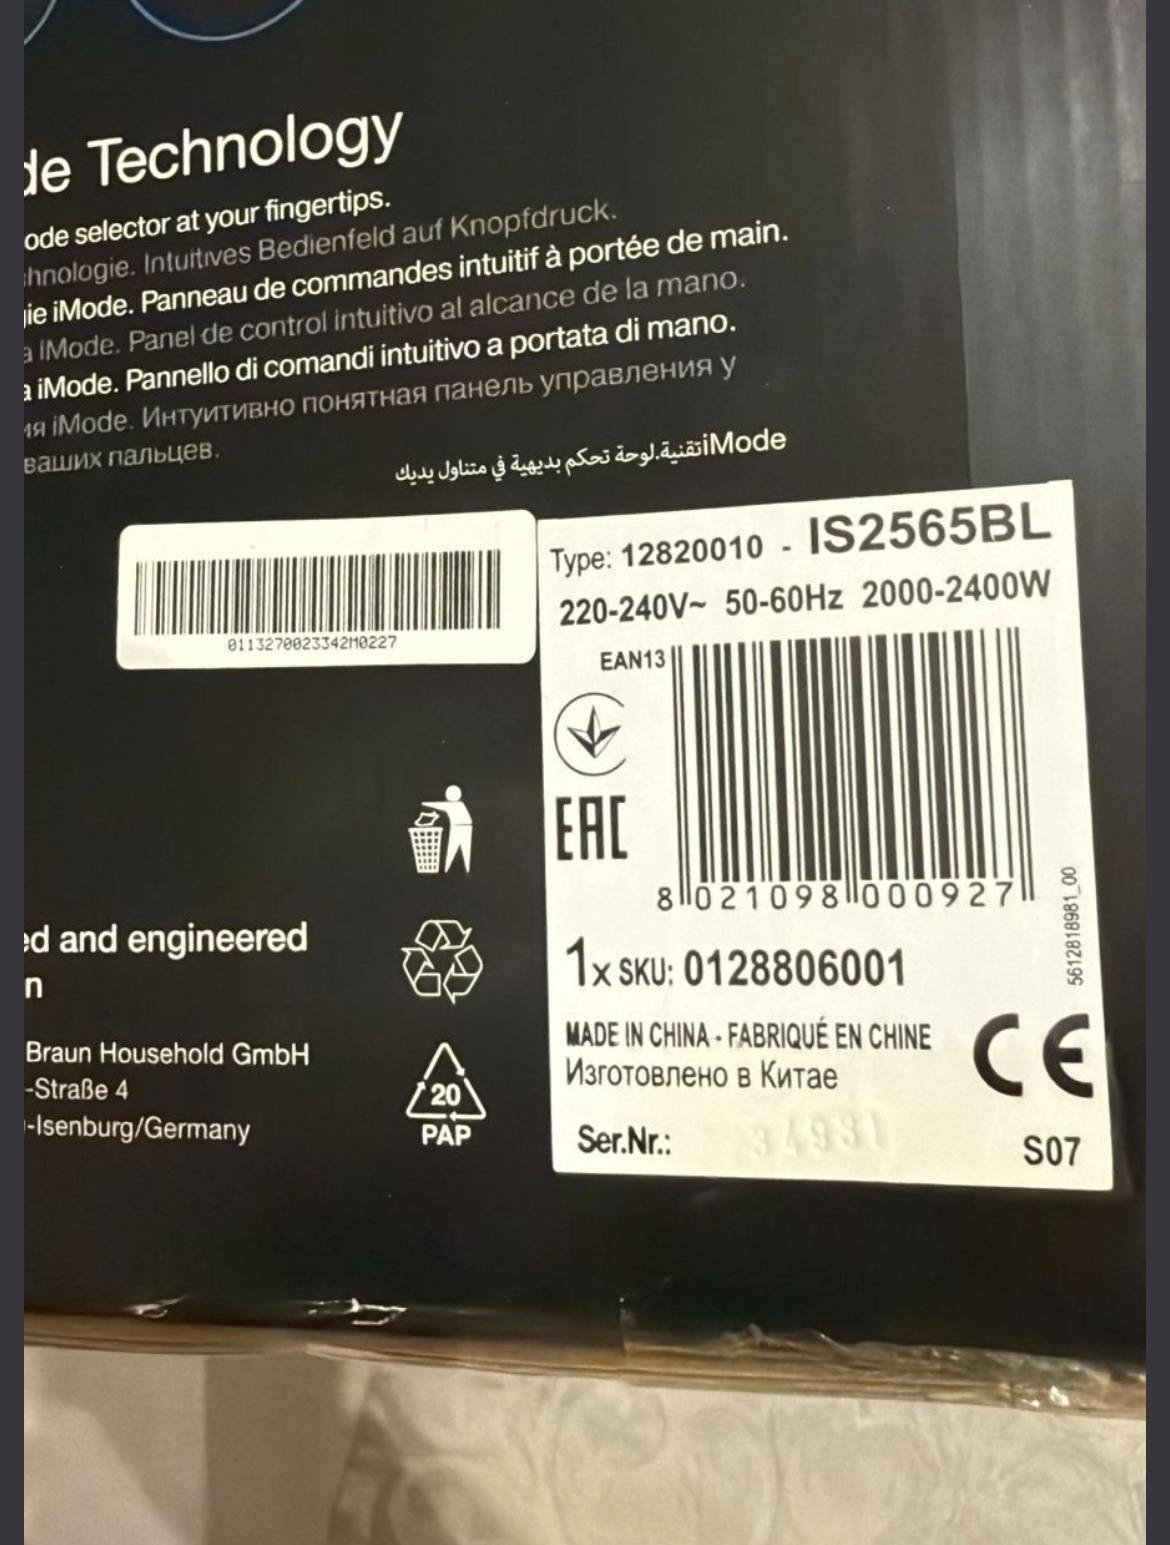 de Technology
ode selector at your fingertips.
hnologie. Intuitives Bedienfeld auf Knopfdruck.
ie iMode. Panneau de commandes intuitif à portée de main.
a iMode. Panel de control intuitivo al alcance de la mano.
a iMode. Pannello di comandi intuitivo a portata di mano.
ия iMode. Интуитивно понятная панель управления у
ваших пальцев.
iModeتقنية.لوحة تحكم بديهية في متناول يديك
0113270023342M0227
Type: 12820010 - IS2565BL
220-240V~ 50-60Hz 2000-2400W
EAN13
EAC
8 021098 000927
5612818981_00
1x SKU: 0128806001
MADE IN CHINA - FABRIQUÉ EN CHINE
Изготовлено в Китае
CE
Ser.Nr.: 34931
S07
ed and engineered
n
Braun Household GmbH
-Straße 4
-Isenburg/Germany
20
PAP